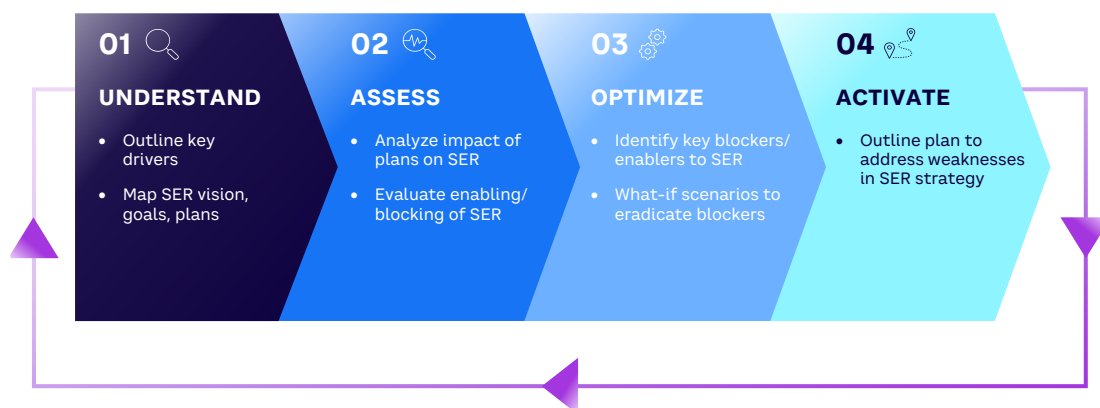 01
UNDERSTAND
• Outline key
drivers
• Map SER vision,
goals, plans
02
ASSESS
• Analyze impact of
plans on SER
• Evaluate enabling/
blocking of SER
03
OPTIMIZE
• Identify key blockers/
enablers to SER
• What-if scenarios to
eradicate blockers
04
ACTIVATE
• Outline plan to
address weaknesses
in SER strategy